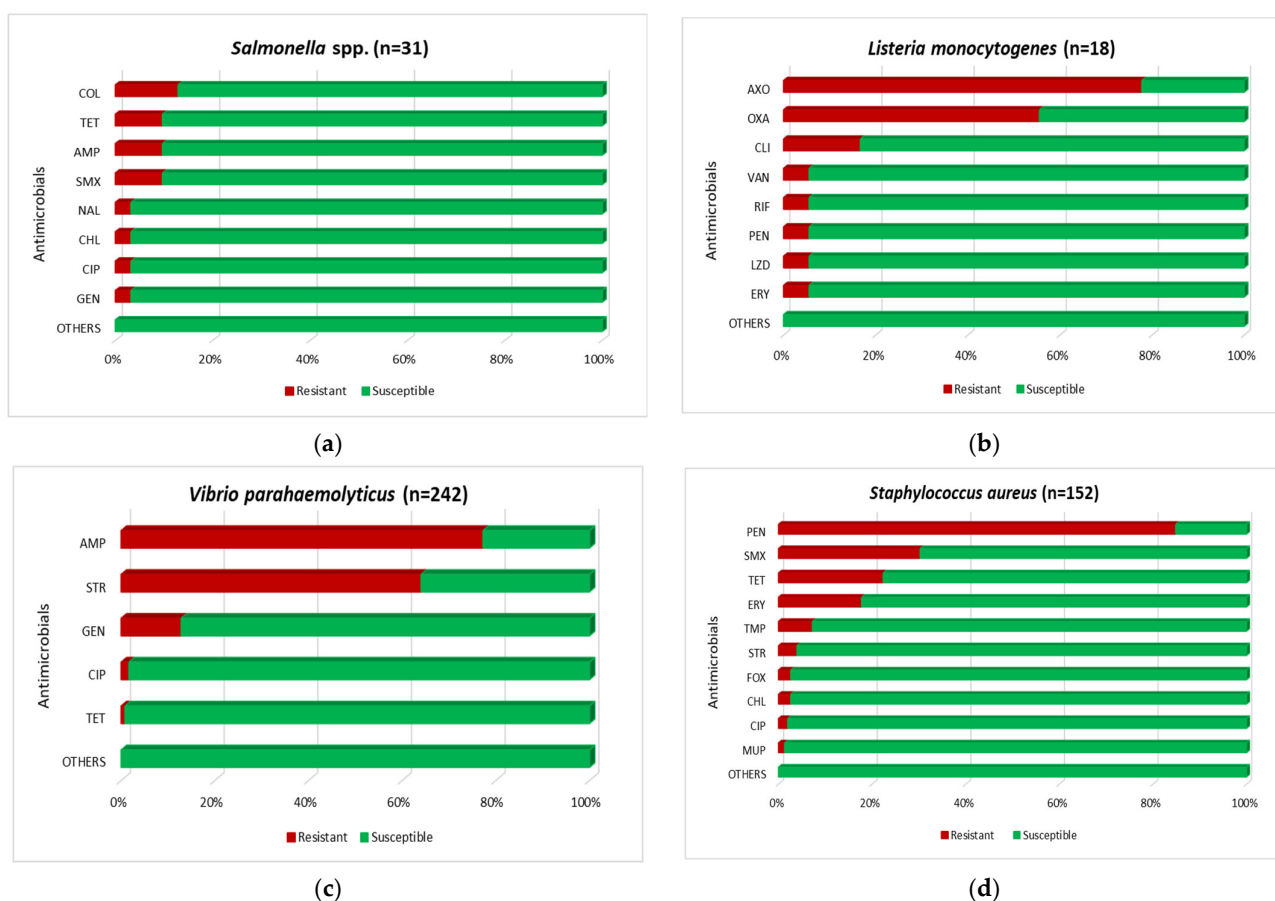 Salmonella spp. (n=31)
Antimicrobials
COL
TET
AMP
SMX
NAL
CHL
CIP
GEN
OTHERS
0% 20% 40% 60% 80% 100%
Resistant Susceptible
(a)
Listeria monocytogenes (n=18)
Antimicrobials
AXO
OXA
CLI
VAN
RIF
PEN
LZD
ERY
OTHERS
0% 20% 40% 60% 80% 100%
Resistant Susceptible
(b)
Vibrio parahaemolyticus (n=242)
Antimicrobials
AMP
STR
GEN
CIP
TET
OTHERS
0% 20% 40% 60% 80% 100%
Resistant Susceptible
(c)
Staphylococcus aureus (n=152)
Antimicrobials
PEN
SMX
TET
ERY
TMP
STR
FOX
CHL
CIP
MUP
OTHERS
0% 20% 40% 60% 80% 100%
Resistant Susceptible
(d)